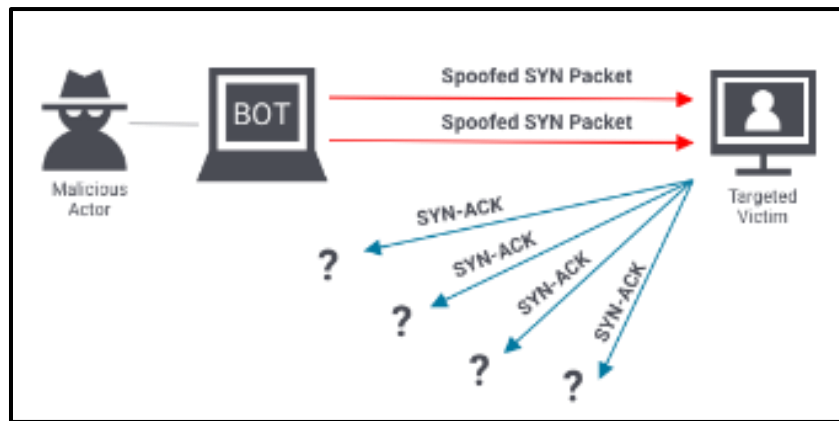 Spoofed SYN Packet
BOT
Spoofed SYN Packet
Malicious
Actor
Targeted
Victim
SYN-ACK
SYN-ACK
SYN-ACK
SYN-ACK
?
?
?
?